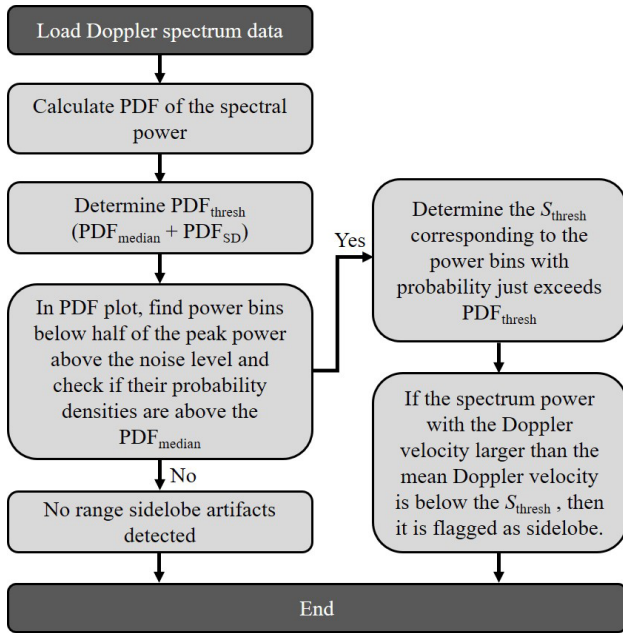 Load Doppler spectrum data
Calculate PDF of the spectral
power
Determine PDFthresh
(PDFmedian + PDFSD)
In PDF plot, find power bins
below half of the peak power
above the noise level and
check if their probability
densities are above the
PDFmedian
No
No range sidelobe artifacts
detected
Yes
Determine the Sthresh
corresponding to the
power bins with
probability just exceeds
PDFthresh
If the spectrum power
with the Doppler
velocity larger than the
mean Doppler velocity
is below the Sthresh , then
it is flagged as sidelobe.
End